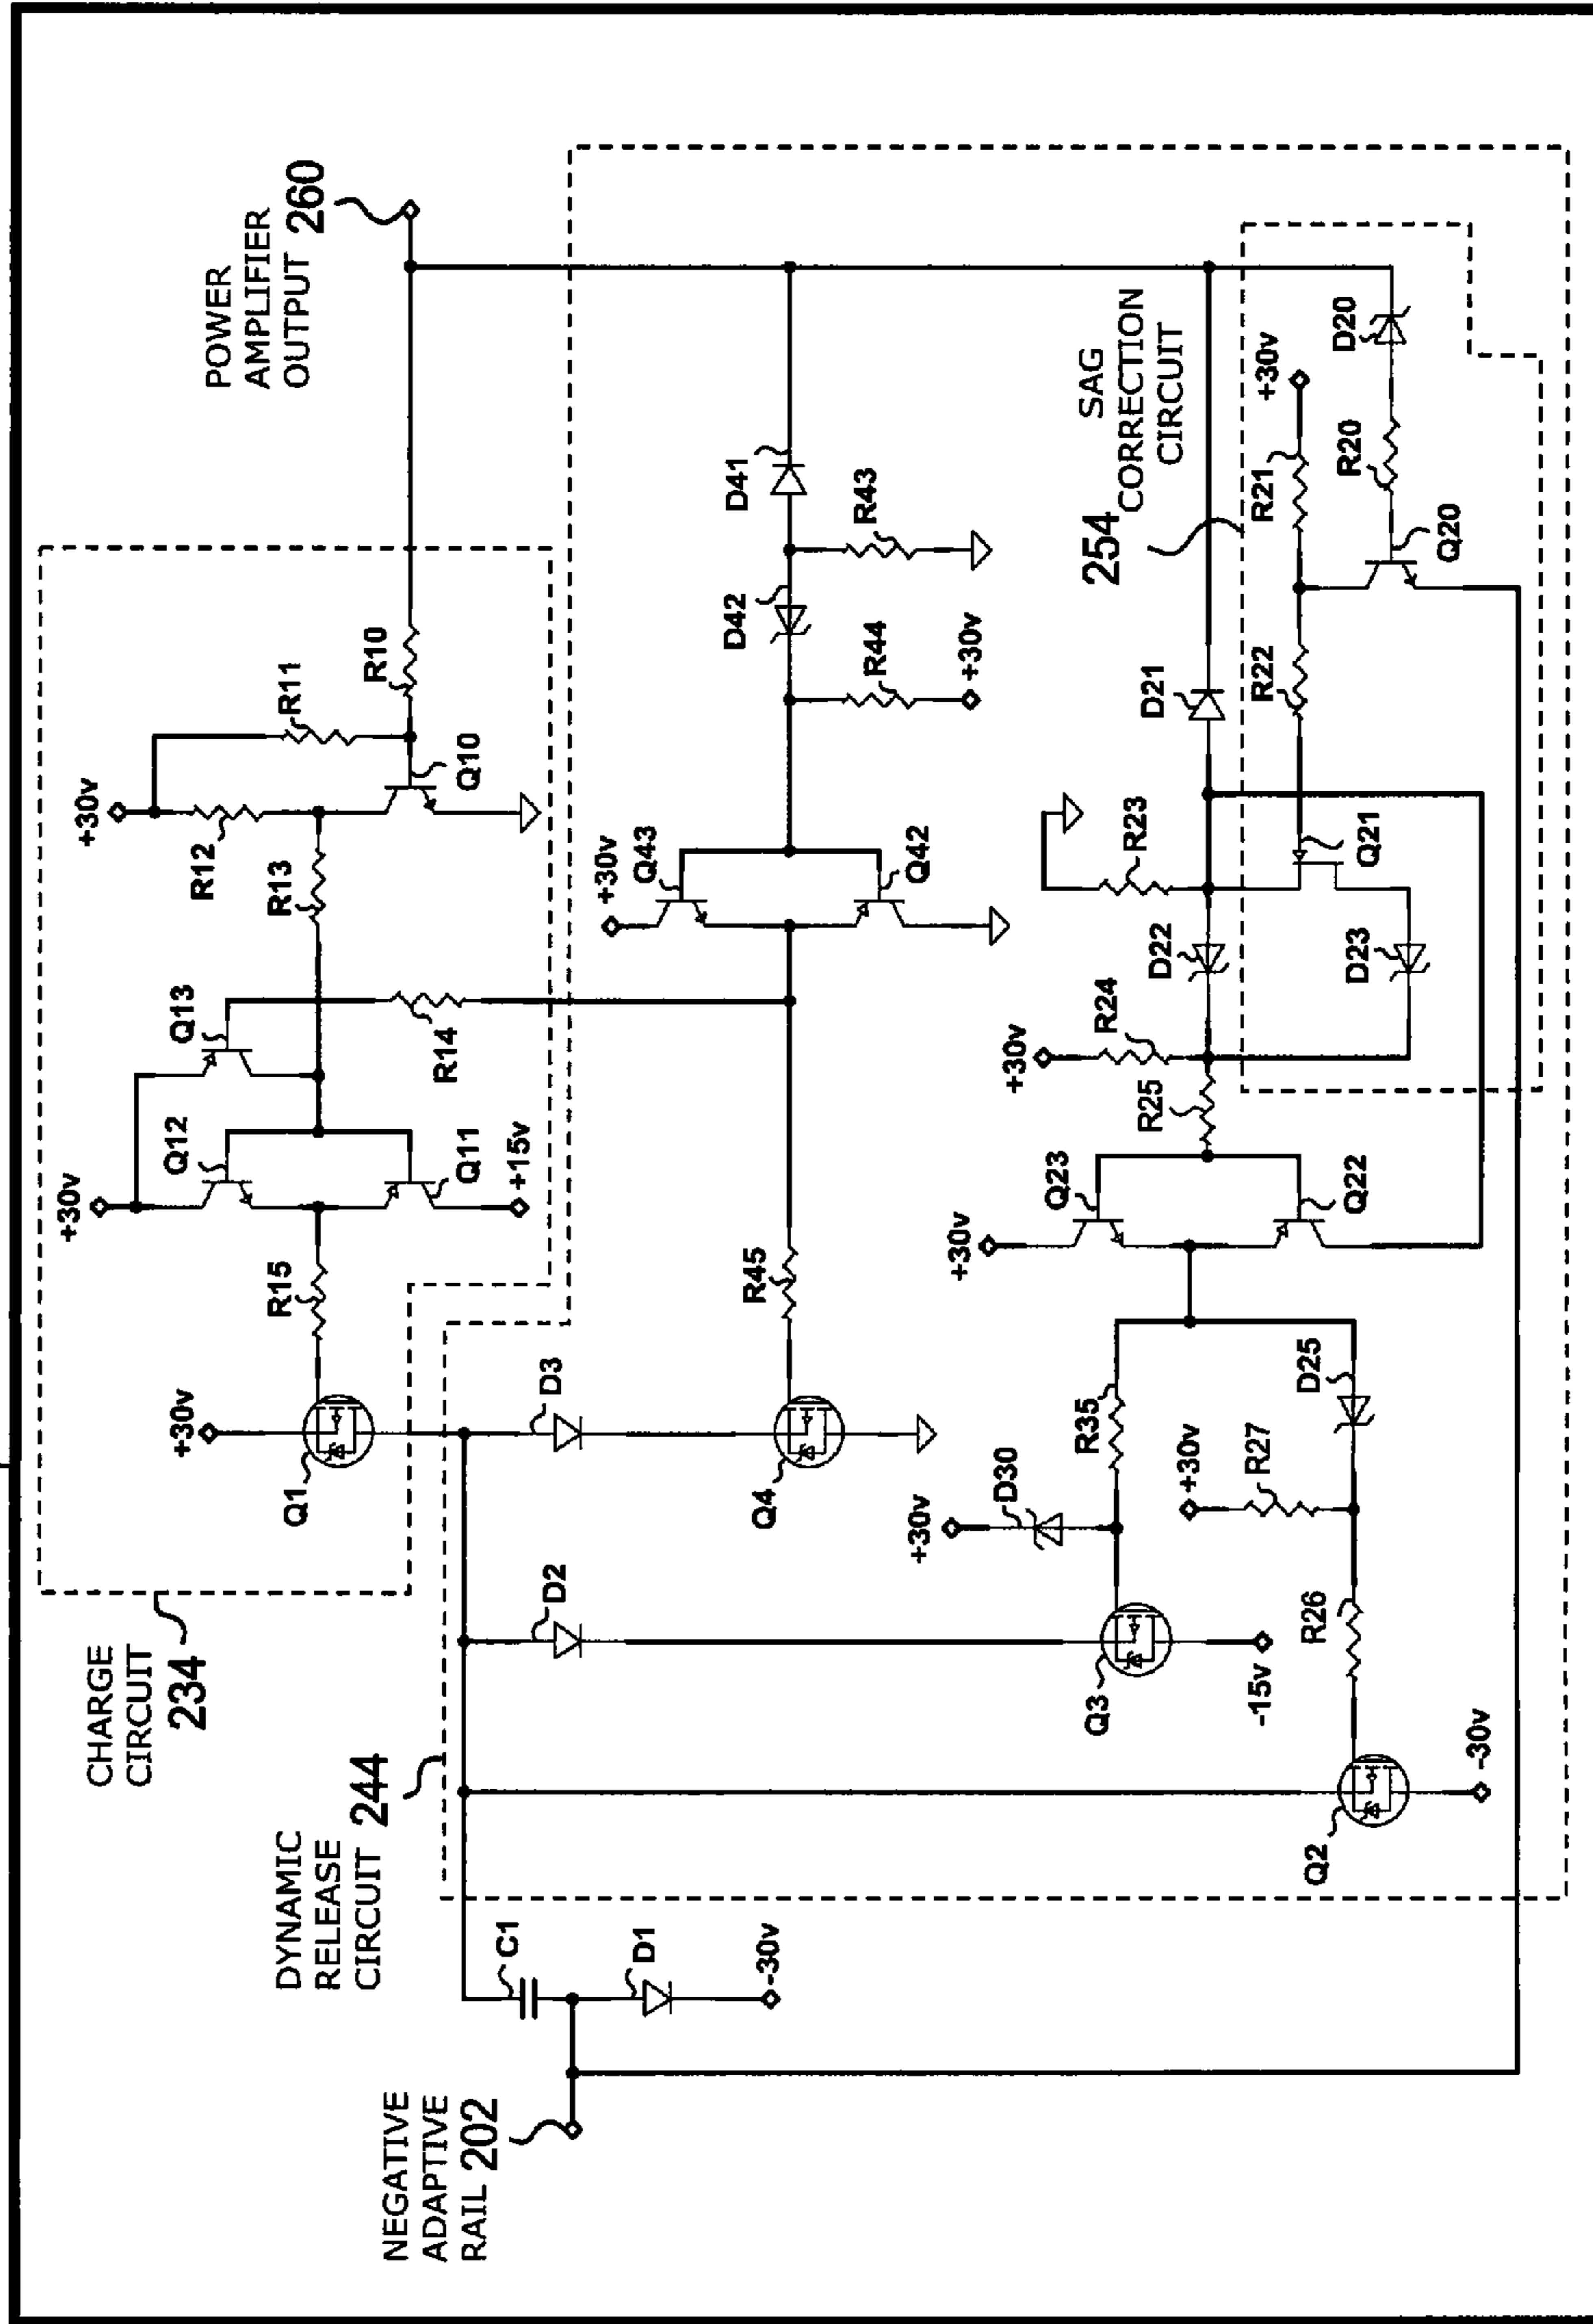 POWER
AMPLIFIER
OUTPUT 260
CHARGE
CIRCUIT
234
+30v
Q12
Q13
+30v
R12
R11
R13
Q10
R10
R15
Q11
+15v
R14
+30v
Q1
DYNAMIC
RELEASE
CIRCUIT 244
D2
D3
Q4
R45
+30v
Q43
Q42
D42
D41
R44
+30v
R43
C1
D1
-30v
NEGATIVE
ADAPTIVE
RAIL 202
+30v
D30
R35
Q3
-15v
+30v
R27
D25
R26
Q2
-30v
+30v
Q23
Q22
R25
+30v
R24
D22
R23
D23
Q21
D21
254
SAG
CORRECTION
CIRCUIT
R22
R21
+30v
Q20
R20
D20